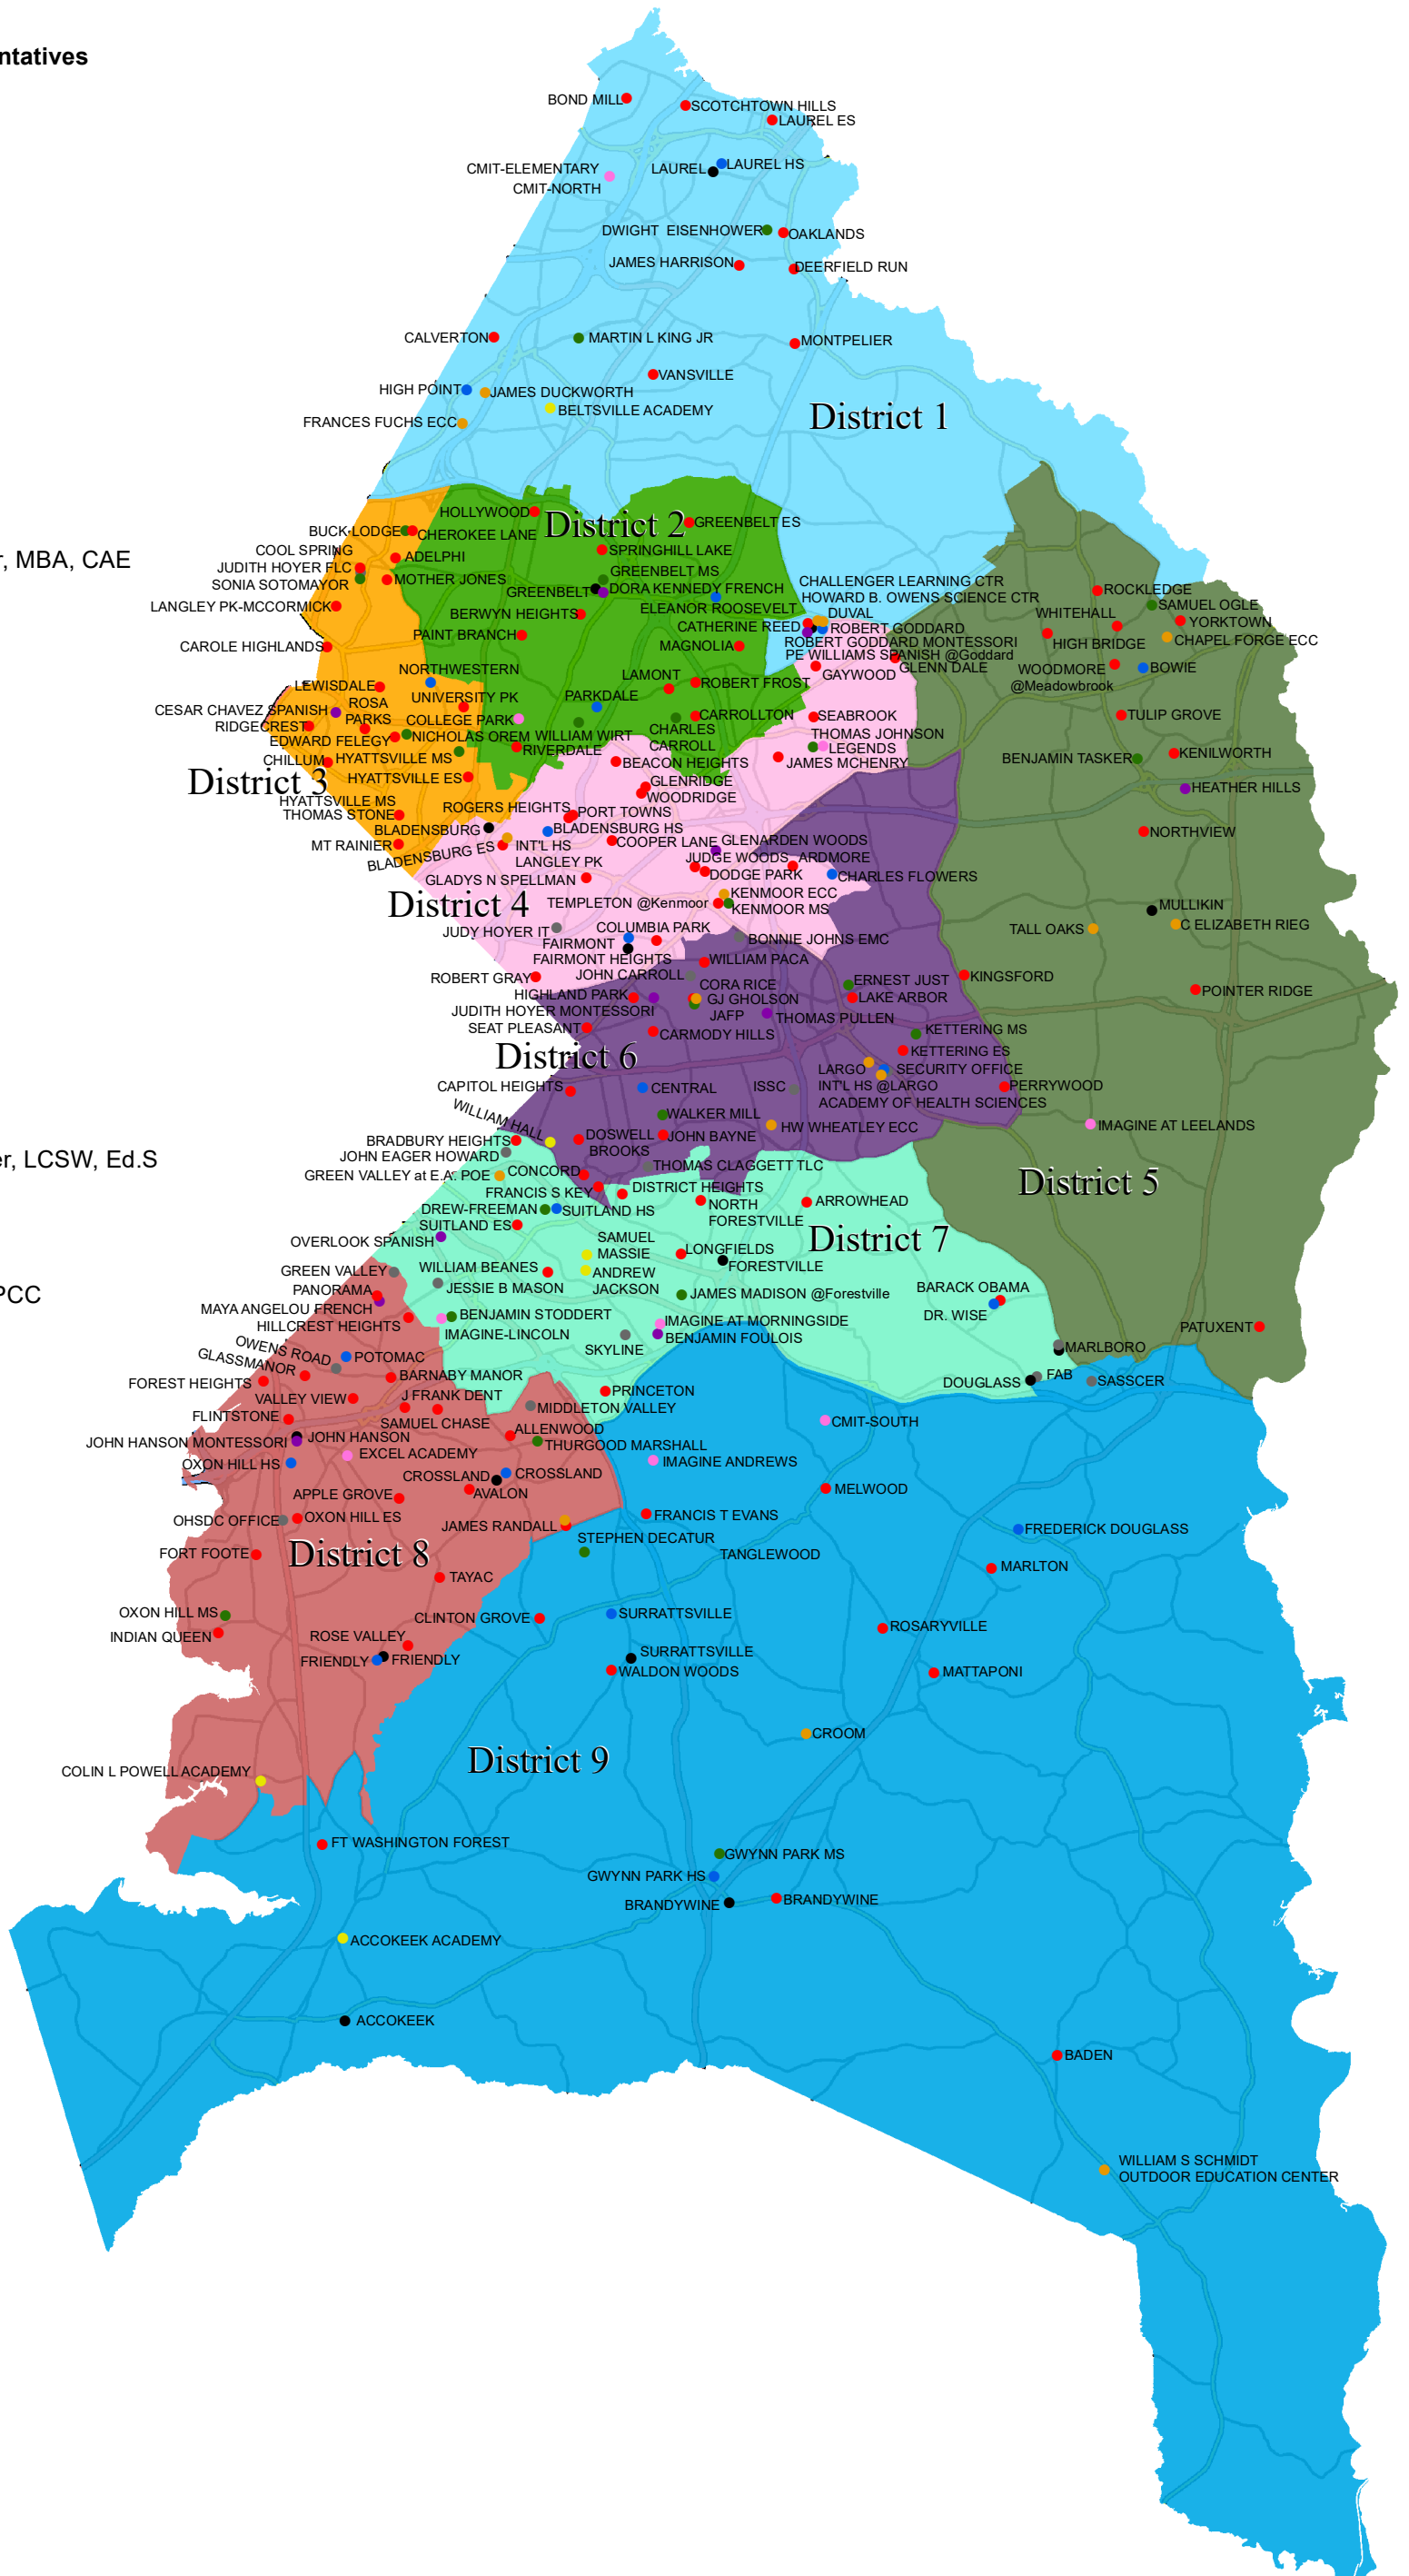 ntatives
BOND MILL
SCOTCHTOWN HILLS
LAUREL ES
CMIT-ELEMENTARY
CMIT-NORTH
LAUREL
LAUREL HS
DWIGHT EISENHOWER
OAKLANDS
JAMES HARRISON
DEERFIELD RUN
CALVERTON
MARTIN L KING JR
MONTPELIER
VANSVILLE
HIGH POINT
JAMES DUCKWORTH
BELTSVILLE ACADEMY
FRANCES FUCHS ECC
District 1
HOLLYWOOD
District 2
GREENBELT ES
BUCK LODGE
CHEROKEE LANE
r, MBA, CAE
COOL SPRING
ADELPHI
SPRINGHILL LAKE
JUDITH HOYER FLC
SONIA SOTOMAYOR
MOTHER JONES
GREENBELT MS
GREENBELT
DORA KENNEDY FRENCH
CHALLENGER LEARNING CTR
HOWARD B. OWENS SCIENCE CTR
ROCKLEDGE
LANGLEY PK-MCCORMICK
BERWYN HEIGHTS
ELEANOR ROOSEVELT
DUVAL
WHITEHALL
SAMUEL OGLE
YORKTOWN
PAINT BRANCH
CATHERINE REED
ROBERT GODDARD
CAROLE HIGHLANDS
MAGNOLIA
ROBERT GODDARD MONTESSORI
HIGH BRIDGE
CHAPEL FORGE ECC
PE WILLIAMS SPANISH @Goddard
NORTHWESTERN
LAMONT
GAYWOOD
GLENN DALE
WOODMORE
@Meadowbrook
BOWIE
LEWISDALE
ROBERT FROST
UNIVERSITY PK
PARKDALE
CESAR CHAVEZ SPANISH
ROSA
PARKS
COLLEGE PARK
CARROLLTON
SEABROOK
TULIP GROVE
RIDGECREST
EDWARD FELEGY
NICHOLAS OREM
WILLIAM WIRT
CHARLES
CARROLL
THOMAS JOHNSON
LEGENDS
CHILLUM
HYATTSVILLE MS
RIVERDALE
BEACON HEIGHTS
JAMES MCHENRY
BENJAMIN TASKER
KENILWORTH
District 3
HYATTSVILLE ES
GLENRIDGE
WOODRIDGE
HEATHER HILLS
HYATTSVILLE MS
THOMAS STONE
ROGERS HEIGHTS
PORT TOWNS
BLADENSBURG
BLADENSBURG HS
NORTHVIEW
MT RAINIER
BLADENSBURG ES
INT'L HS
LANGLEY PK
COOPER LANE
GLENARDEN WOODS
JUDGE WOODS
ARDMORE
GLADYS N SPELLMAN
DODGE PARK
CHARLES FLOWERS
District 4
TEMPLETON @Kenmoor
KENMOOR ECC
KENMOOR MS
MULLIKIN
JUDY HOYER IT
COLUMBIA PARK
TALL OAKS
C ELIZABETH RIEG
FAIRMONT
BONNIE JOHNS EMC
FAIRMONT HEIGHTS
WILLIAM PACA
ROBERT GRAY
JOHN CARROLL
ERNEST JUST
KINGSFORD
HIGHLAND PARK
CORA RICE
GJ GHOLSON
LAKE ARBOR
POINTER RIDGE
JUDITH HOYER MONTESSORI
JAFP
THOMAS PULLEN
SEAT PLEASANT
CARMODY HILLS
KETTERING MS
District 6
KETTERING ES
LARGO
SECURITY OFFICE
CAPITOL HEIGHTS
CENTRAL
ISSC
INT'L HS @LARGO
PERRYWOOD
ACADEMY OF HEALTH SCIENCES
WILLIAM HALL
WALKER MILL
HW WHEATLEY ECC
IMAGINE AT LEELANDS
BRADBURY HEIGHTS
DOSWELL
BROOKS
JOHN BAYNE
JOHN EAGER HOWARD
er, LCSW, Ed.S
GREEN VALLEY at E.A. POE
CONCORD
THOMAS CLAGGETT TLC
District 5
FRANCIS S KEY
DISTRICT HEIGHTS
DREW-FREEMAN
SUITLAND HS
NORTH
FORESTVILLE
ARROWHEAD
SUITLAND ES
OVERLOOK SPANISH
SAMUEL
MASSIE
LONGFIELDS
District 7
GREEN VALLEY
WILLIAM BEANES
ANDREW
JACKSON
FORESTVILLE
PANORAMA
JESSIE B MASON
JAMES MADISON @Forestville
BARACK OBAMA
PCC
MAYA ANGELOU FRENCH
BENJAMIN STODDERT
DR. WISE
HILLCREST HEIGHTS
IMAGINE-LINCOLN
IMAGINE AT MORNINGSIDE
BENJAMIN FOULOIS
PATUXENT
OWENS ROAD
POTOMAC
SKYLINE
MARLBORO
GLASSMANOR
FOREST HEIGHTS
BARNABY MANOR
DOUGLASS
FAB
SASSCER
VALLEY VIEW
J FRANK DENT
PRINCETON
FLINTSTONE
SAMUEL CHASE
MIDDLETON VALLEY
CMIT-SOUTH
JOHN HANSON MONTESSORI
JOHN HANSON
ALLENWOOD
THURGOOD MARSHALL
EXCEL ACADEMY
OXON HILL HS
CROSSLAND
CROSSLAND
IMAGINE ANDREWS
APPLE GROVE
AVALON
MELWOOD
OHSDC OFFICE
OXON HILL ES
JAMES RANDALL
FRANCIS T EVANS
FREDERICK DOUGLASS
FORT FOOTE
District 8
STEPHEN DECATUR
TANGLEWOOD
MARLTON
TAYAC
OXON HILL MS
CLINTON GROVE
SURRATTSVILLE
INDIAN QUEEN
ROSE VALLEY
ROSARYVILLE
FRIENDLY
FRIENDLY
SURRATTSVILLE
WALDON WOODS
MATTAPONI
CROOM
District 9
COLIN L POWELL ACADEMY
FT WASHINGTON FOREST
GWYNN PARK MS
GWYNN PARK HS
BRANDYWINE
BRANDYWINE
ACCOKEEK ACADEMY
ACCOKEEK
BADEN
WILLIAM S SCHMIDT
OUTDOOR EDUCATION CENTER